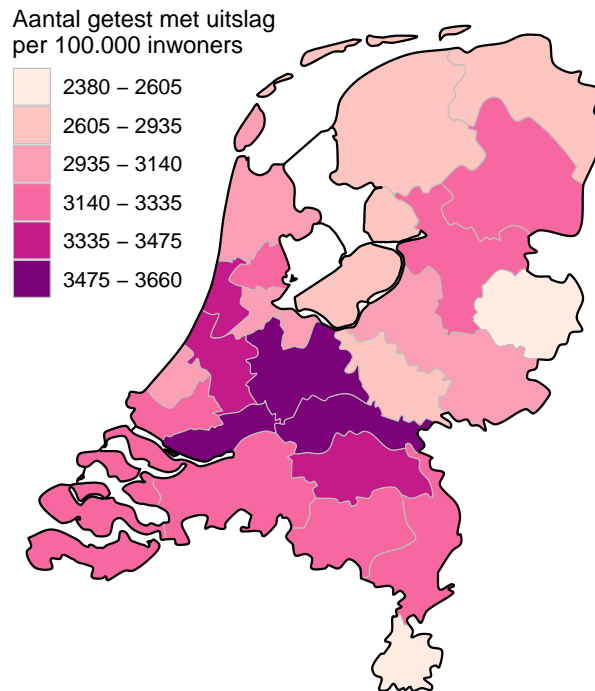 Aantal getest met uitslag
per 100.000 inwoners
2380 – 2605
2605 – 2935
2935 – 3140
3140 – 3335
3335 – 3475
3475 – 3660